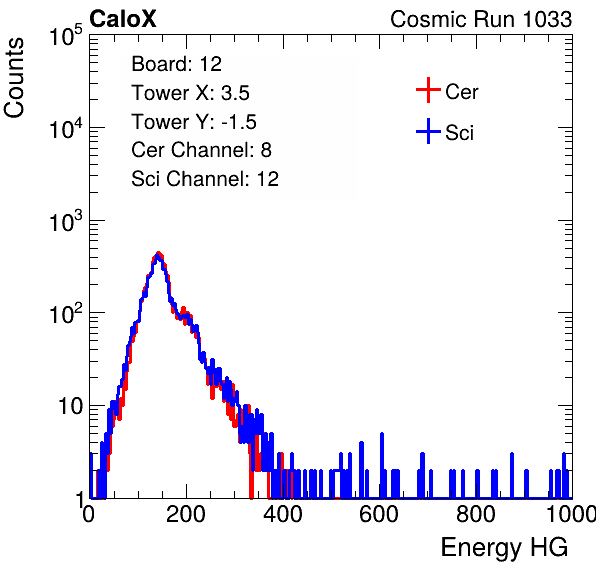 CaloX Cosmic Run 1033
Counts
10^5
10^4
10^3
10^2
10
1
Board: 12
Tower X: 3.5
Tower Y: -1.5
Cer Channel: 8
Sci Channel: 12
Cer
Sci
0 200 400 600 800 1000
Energy HG